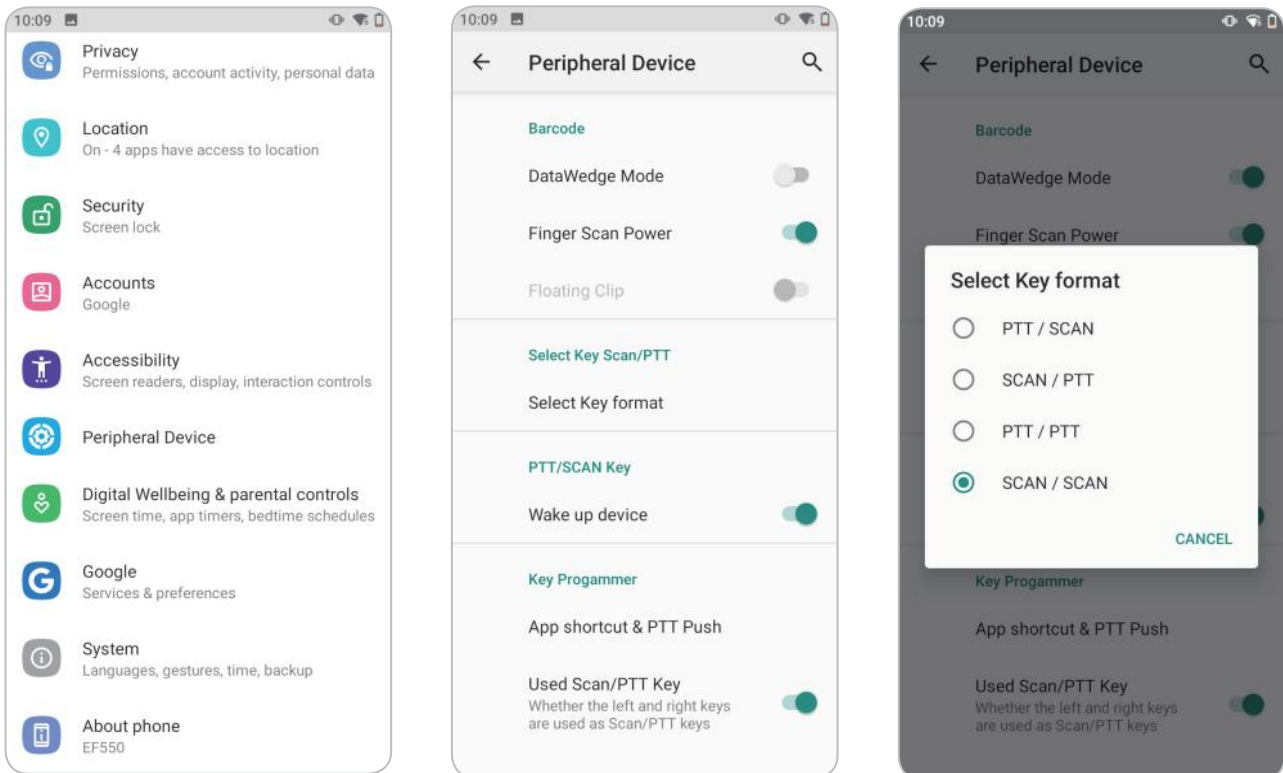 10:09
Privacy
Permissions, account activity, personal data
Location
On - 4 apps have access to location
Security
Screen lock
Accounts
Google
Accessibility
Screen readers, display, interaction controls
Peripheral Device
Digital Wellbeing & parental controls
Screen time, app timers, bedtime schedules
G
Google
Services & preferences
System
Languages, gestures, time, backup
About phone
EF550
10:09
Peripheral Device
Barcode
DataWedge Mode
Finger Scan Power
Floating Clip
Select Key Scan/PTT
Select Key format
PTT/SCAN Key
Wake up device
Key Progammer
App shortcut & PTT Push
Used Scan/PTT Key
Whether the left and right keys
are used as Scan/PTT keys
10:09
Peripheral Device
Barcode
DataWedge Mode
Finger Scan Power
Select Key format
PTT / SCAN
SCAN / PTT
PTT / PTT
SCAN / SCAN
CANCEL
Key Progammer
App shortcut & PTT Push
Used Scan/PTT Key
Whether the left and right keys
are used as Scan/PTT keys